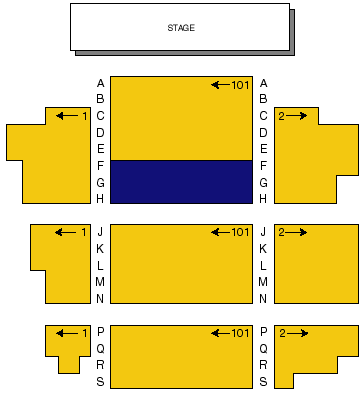 STAGE
A A
← 101
B B
C ← 1 C 2 →
D D
E E
F F
G G
H H
J ← 1 ← 101 J 2 →
K K
L L
M M
N N
P ← 1 ← 101 P 2 →
Q Q
R R
S S